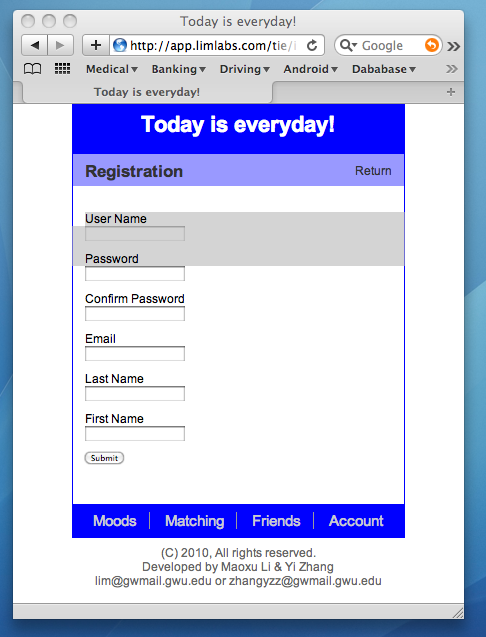 Today is everyday!
http://app.limlabs.com/tie/
Google
Medical Banking Driving Android Dababase
Today is everyday!
Today is everyday!
Registration Return
User Name
Password
Confirm Password
Email
Last Name
First Name
Submit
Moods Matching Friends Account
(C) 2010, All rights reserved.
Developed by Maoxu Li & Yi Zhang
lim@gwmail.gwu.edu or zhangyzz@gwmail.gwu.edu